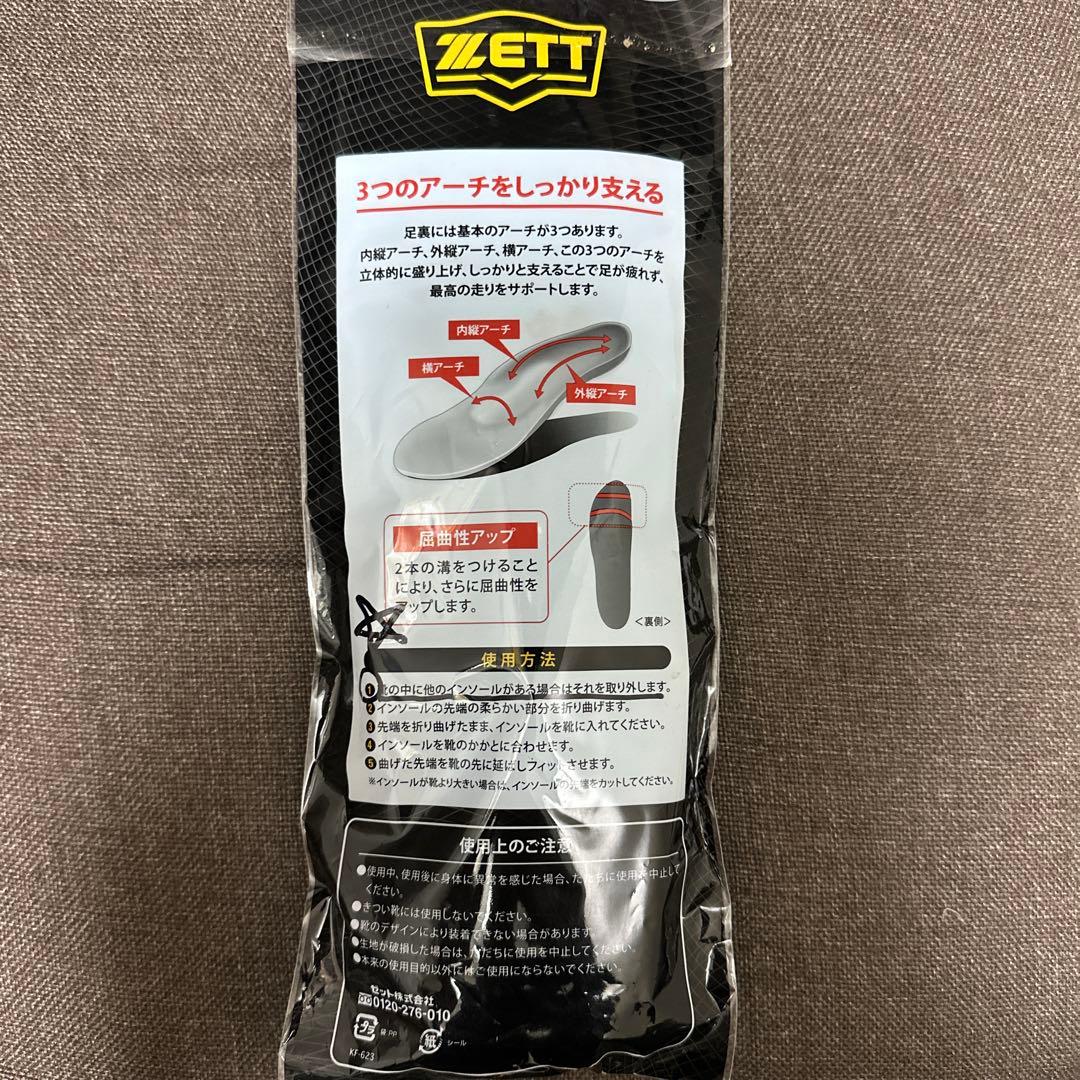 ZETT
3つのアーチをしっかり支える
足裏には基本のアーチが3つあります。
内縦アーチ、外縦アーチ、横アーチ、この3つのアーチを
立体的に盛り上げ、しっかりと支えることで足が疲れず、
最高の走りをサポートします。
内縦アーチ
横アーチ
外縦アーチ
屈曲性アップ
2本の溝をつけること
により、さらに屈曲性を
アップします。
<裏側>
使用方法
❶靴の中に他のインソールがある場合はそれを取り外します。
❷インソールの先端の柔らかい部分を折り曲げます。
❸先端を折り曲げたまま、インソールを靴に入れてください。
❹インソールを靴のかかとに合わせます。
❺曲げた先端を靴の先に延ばしフィットさせます。
※インソールが靴より大きい場合は、インソールの先端をカットしてください。
使用上のご注意
●使用中、使用後に身体に異常を感じた場合、ただちに使用を中止して
ください。
●きつい靴には使用しないでください。
●靴のデザインにより装着できない場合があります。
●生地が破損した場合は、ただちに使用を中止してください。
●本来の使用目的以外にはご使用にならないでください。
ゼット株式会社
0120-276-010
プラ 袋 PP
紙 シール
KF-623